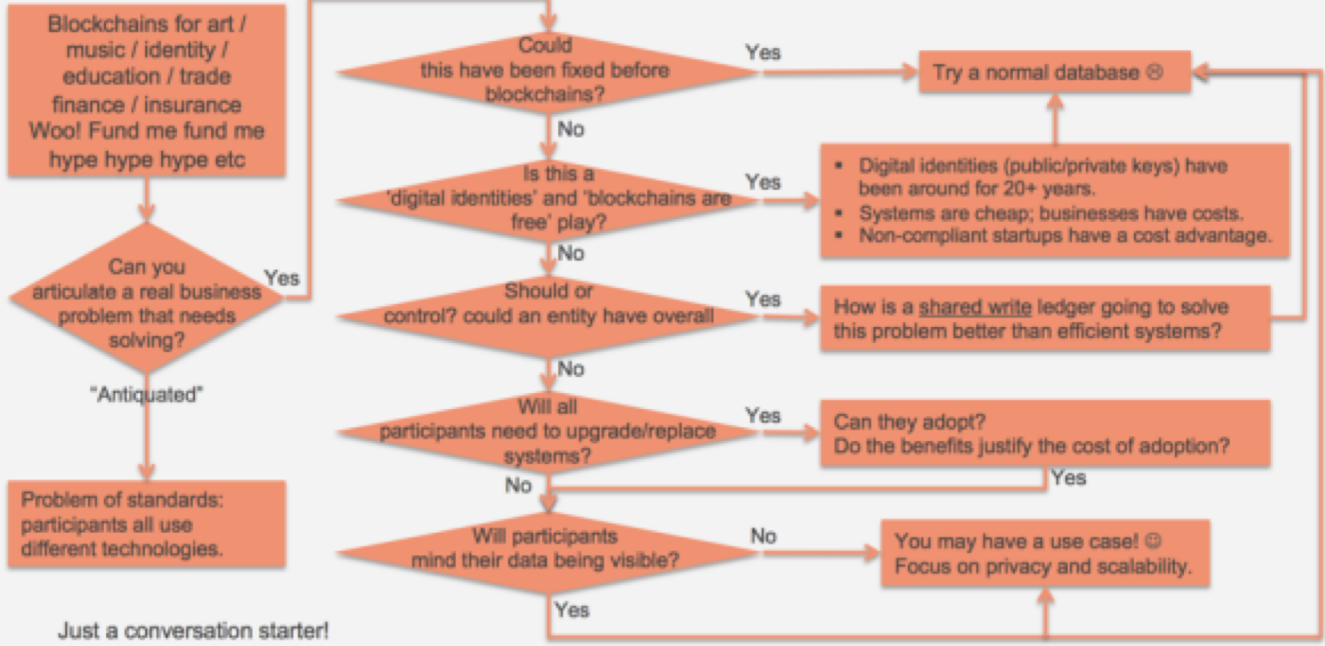 Blockchains for art /
music / identity /
education / trade
finance / insurance
Woo! Fund me fund me
hype hype hype etc
Can you
articulate a real business
problem that needs
solving?
Yes
"Antiquated"
Problem of standards:
participants all use
different technologies.
Just a conversation starter!
Could
this have been fixed before
blockchains?
Yes
Try a normal database ☹
No
Is this a
'digital identities' and 'blockchains are
free' play?
Yes
▪ Digital identities (public/private keys) have
been around for 20+ years.
▪ Systems are cheap; businesses have costs.
▪ Non-compliant startups have a cost advantage.
No
Should or
control? could an entity have overall
Yes
How is a shared write ledger going to solve
this problem better than efficient systems?
No
Will all
participants need to upgrade/replace
systems?
Yes
Can they adopt?
Do the benefits justify the cost of adoption?
Yes
No
Will participants
mind their data being visible?
No
You may have a use case! ☺
Focus on privacy and scalability.
Yes